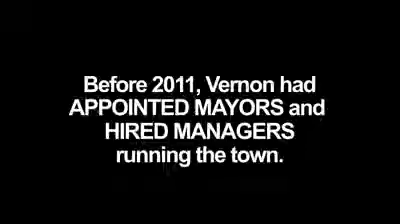 Before 2011, Vernon had
APPOINTED MAYORS and
HIRED MANAGERS
running the town.